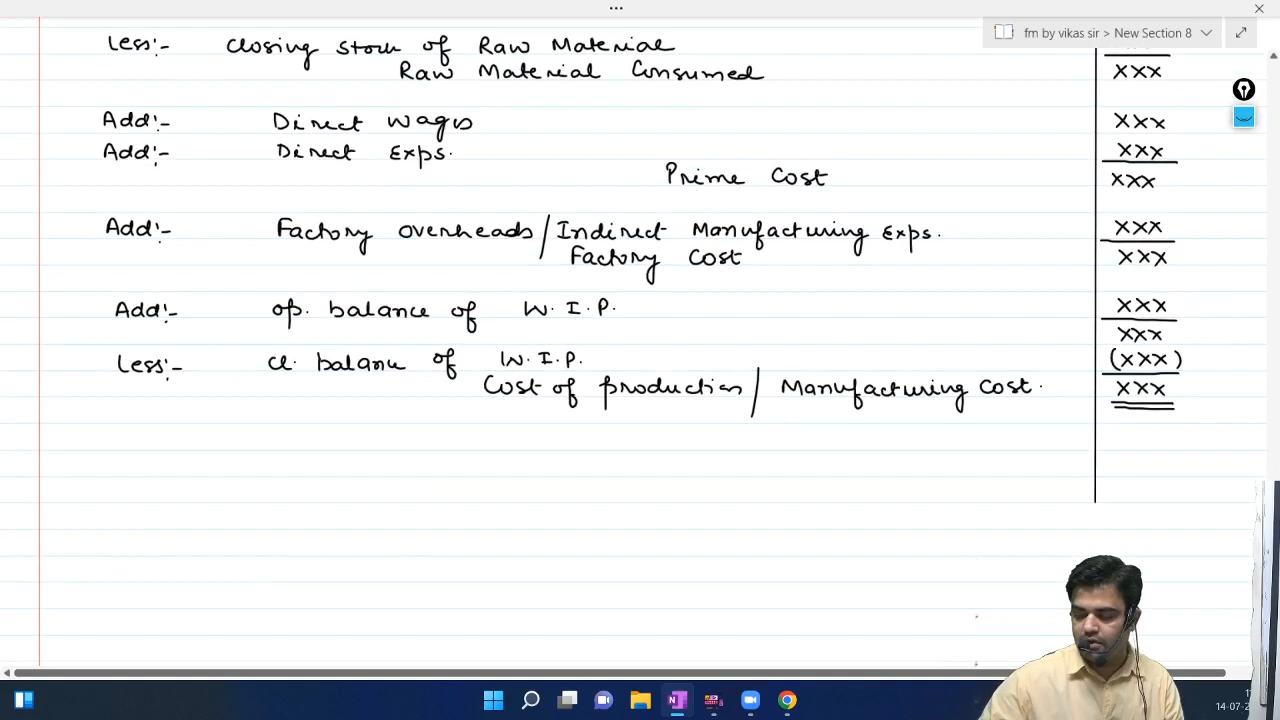 fm by vikas sir > New Section 8
Less:- Closing stock of Raw Material
Raw Material Consumed xxx
Add:- Direct wages xxx
Add:- Direct Exps. xxx
Prime Cost xxx
Add:- Factory overheads / Indirect Manufacturing Exps. xxx
Factory Cost xxx
Add:- op. balance of W.I.P. xxx
xxx
Less:- cl. balance of W.I.P. (xxx)
Cost of production / Manufacturing Cost. xxx